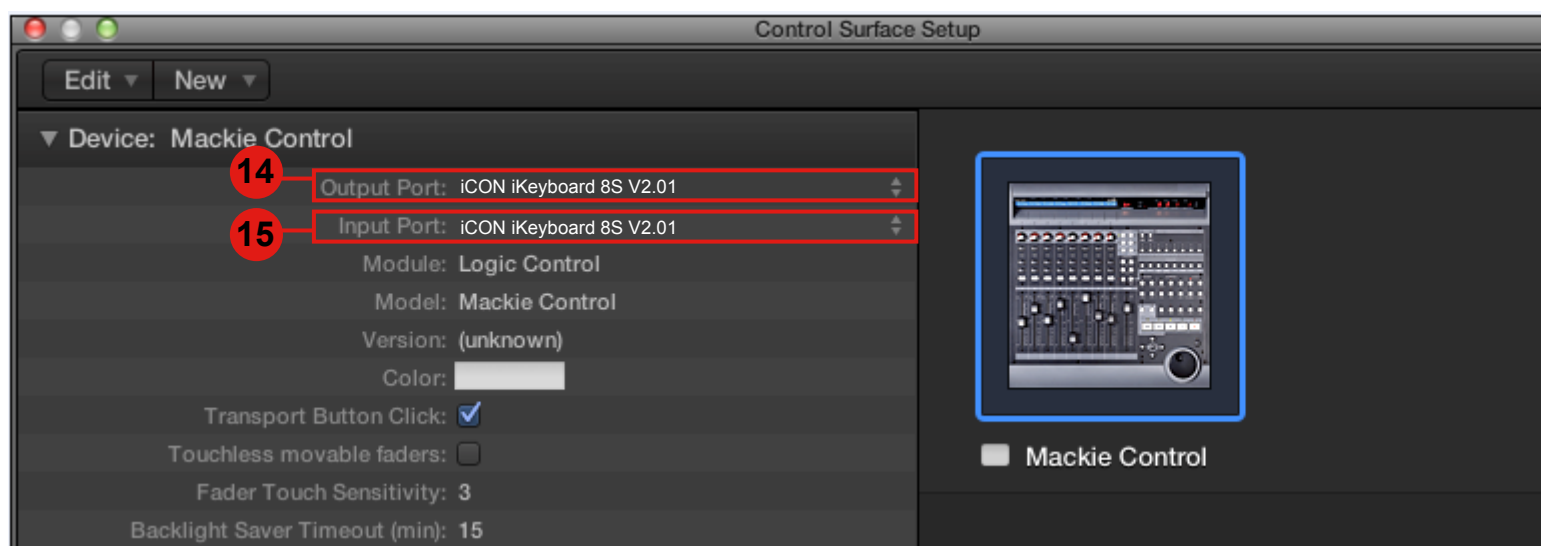 Control Surface Setup
Edit New
Device: Mackie Control
14 Output Port: iCON iKeyboard 8S V2.01
15 Input Port: iCON iKeyboard 8S V2.01
Module: Logic Control
Model: Mackie Control
Version: (unknown)
Color:
Transport Button Click:
Touchless movable faders:
Fader Touch Sensitivity: 3
Backlight Saver Timeout (min): 15
Mackie Control